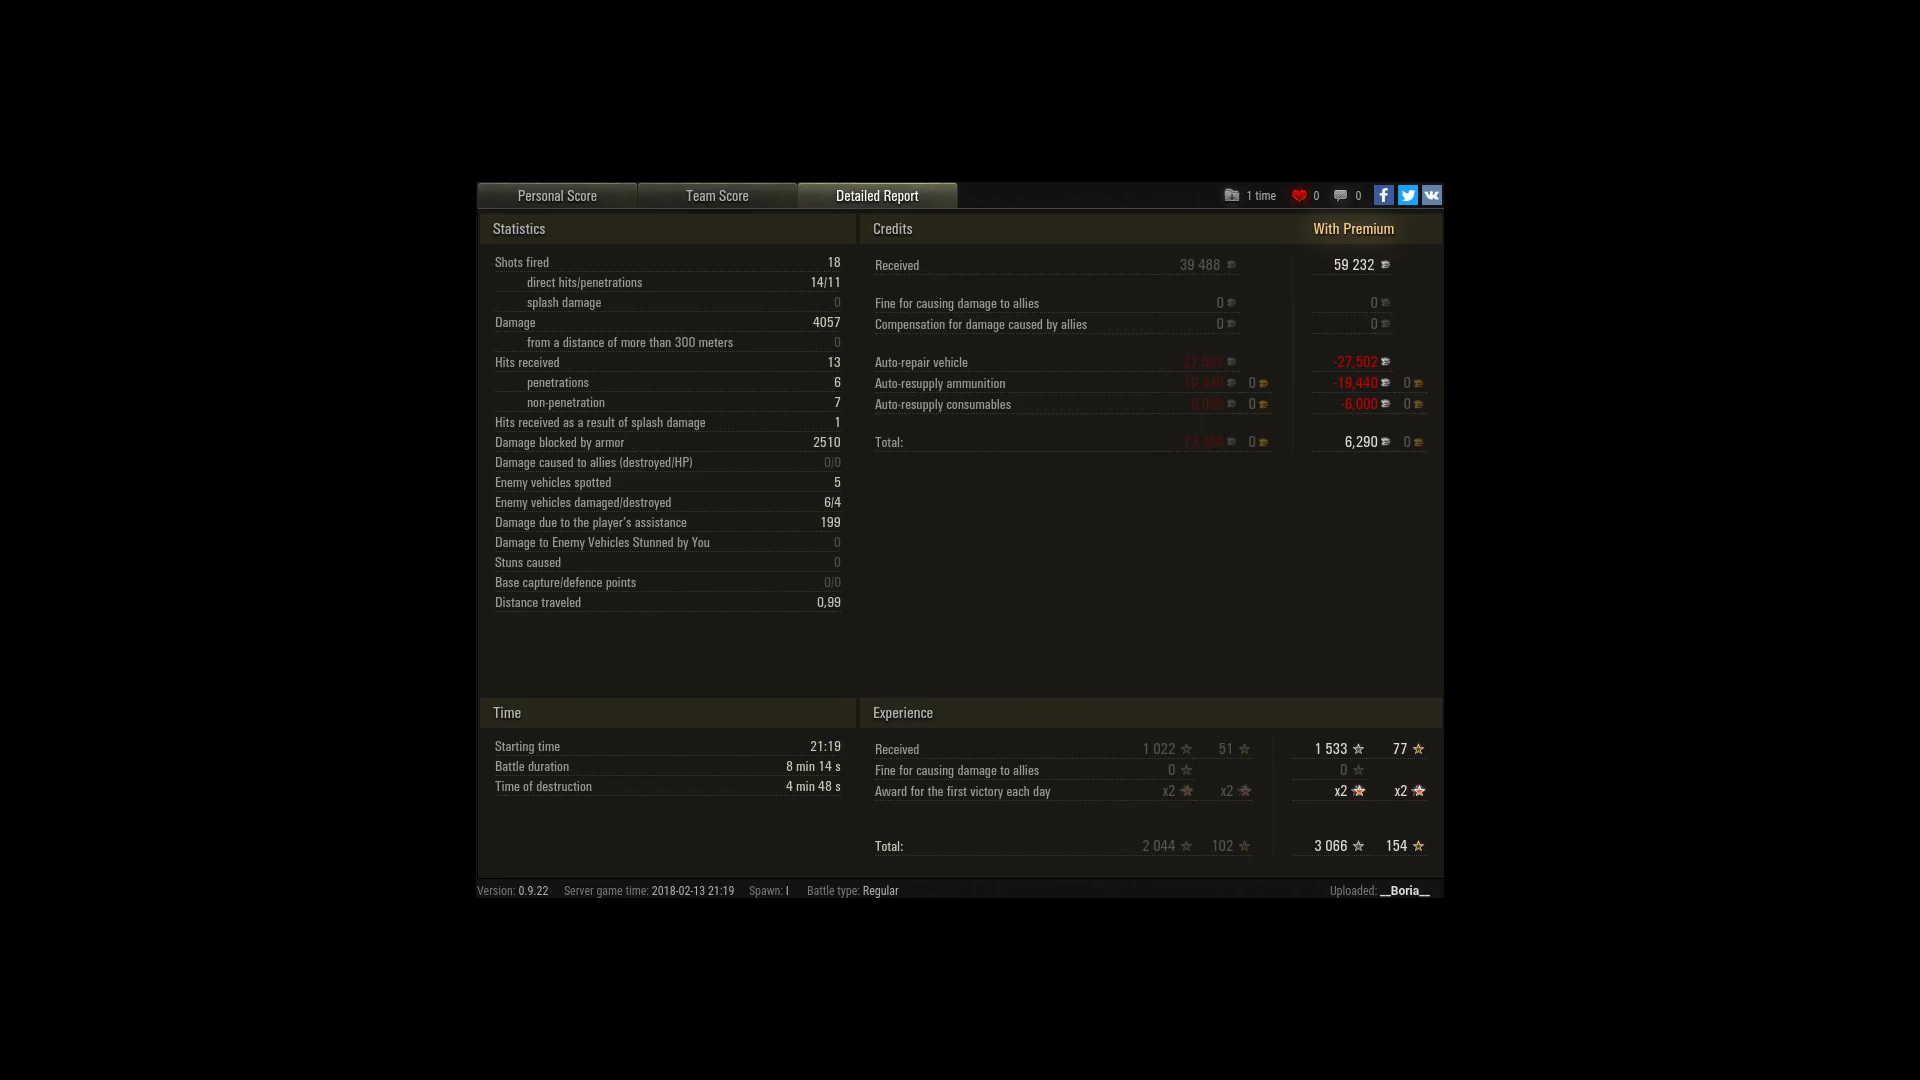 Personal Score Team Score Detailed Report 1 time 0 0
Statistics
Shots fired 18
direct hits/penetrations 14/11
splash damage 0
Damage 4057
from a distance of more than 300 meters 0
Hits received 13
penetrations 6
non-penetration 7
Hits received as a result of splash damage 1
Damage blocked by armor 2510
Damage caused to allies (destroyed/HP) 0/0
Enemy vehicles spotted 5
Enemy vehicles damaged/destroyed 6/4
Damage due to the player's assistance 199
Damage to Enemy Vehicles Stunned by You 0
Stuns caused 0
Base capture/defence points 0/0
Distance traveled 0,99
Credits With Premium
Received 39 488 59 232
Fine for causing damage to allies 0 0
Compensation for damage caused by allies 0 0
Auto-repair vehicle -27,502
Auto-resupply ammunition 0 -19,440 0
Auto-resupply consumables 0 -6,000 0
Total: 0 6,290 0
Time
Starting time 21:19
Battle duration 8 min 14 s
Time of destruction 4 min 48 s
Experience
Received 1 022 51 1 533 77
Fine for causing damage to allies 0 0
Award for the first victory each day x2 x2 x2 x2
Total: 2 044 102 3 066 154
Version: 0.9.22 Server game time: 2018-02-13 21:19 Spawn: I Battle type: Regular Uploaded: __Boria__